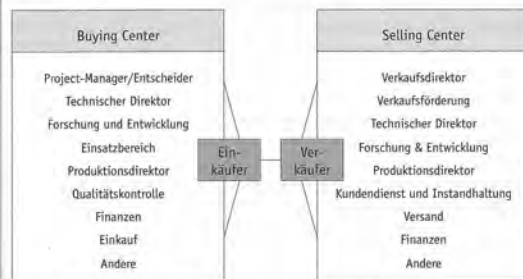 Buying Center
Project-Manager/Entscheider
Technischer Direktor
Forschung und Entwicklung
Einsatzbereich
Produktionsdirektor
Qualitätskontrolle
Finanzen
Einkauf
Andere
Ein-
käufer
Ver-
käufer
Selling Center
Verkaufsdirektor
Verkaufsförderung
Technischer Direktor
Forschung & Entwicklung
Produktionsdirektor
Kundendienst und Instandhaltung
Versand
Finanzen
Andere